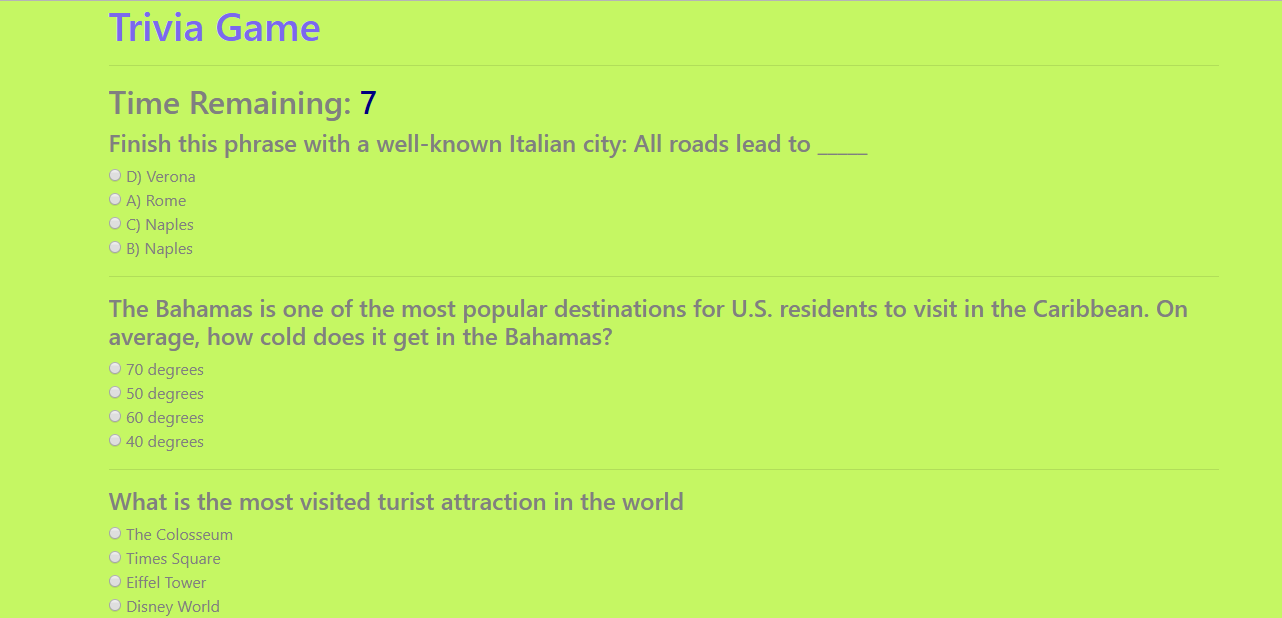 Trivia Game
Time Remaining: 7
Finish this phrase with a well-known Italian city: All roads lead to _____
D) Verona
A) Rome
C) Naples
B) Naples
The Bahamas is one of the most popular destinations for U.S. residents to visit in the Caribbean. On
average, how cold does it get in the Bahamas?
70 degrees
50 degrees
60 degrees
40 degrees
What is the most visited turist attraction in the world
The Colosseum
Times Square
Eiffel Tower
Disney World